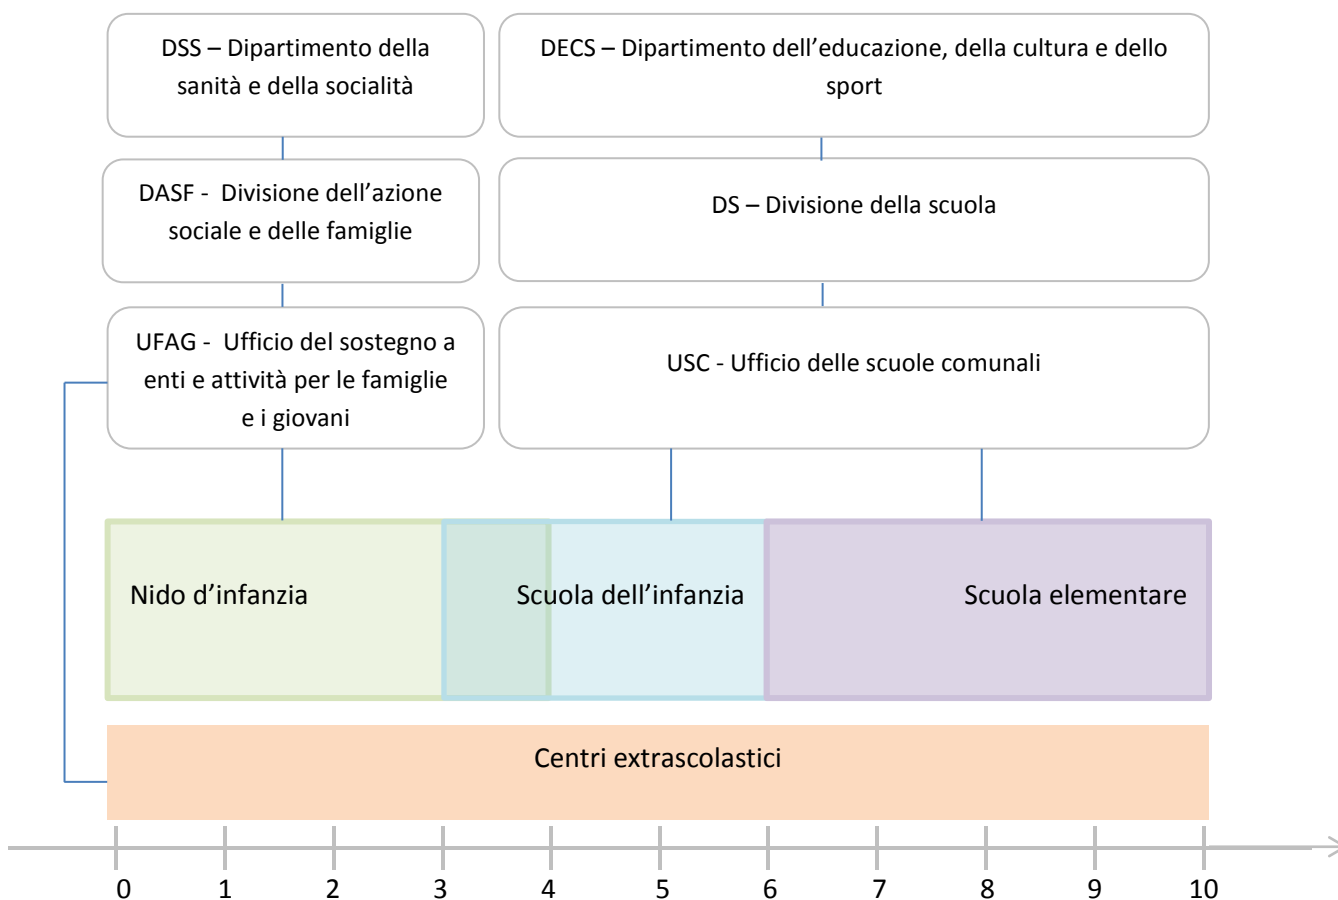 DSS – Dipartimento della
sanità e della socialità
DECS – Dipartimento dell’educazione, della cultura e dello
sport
DASF -  Divisione dell’azione
sociale e delle famiglie
DS – Divisione della scuola
UFAG -  Ufficio del sostegno a
enti e attività per le famiglie
e i giovani
USC - Ufficio delle scuole comunali
Nido d’infanzia
Scuola dell’infanzia
Scuola elementare
Centri extrascolastici
0 1 2 3 4 5 6 7 8 9 10